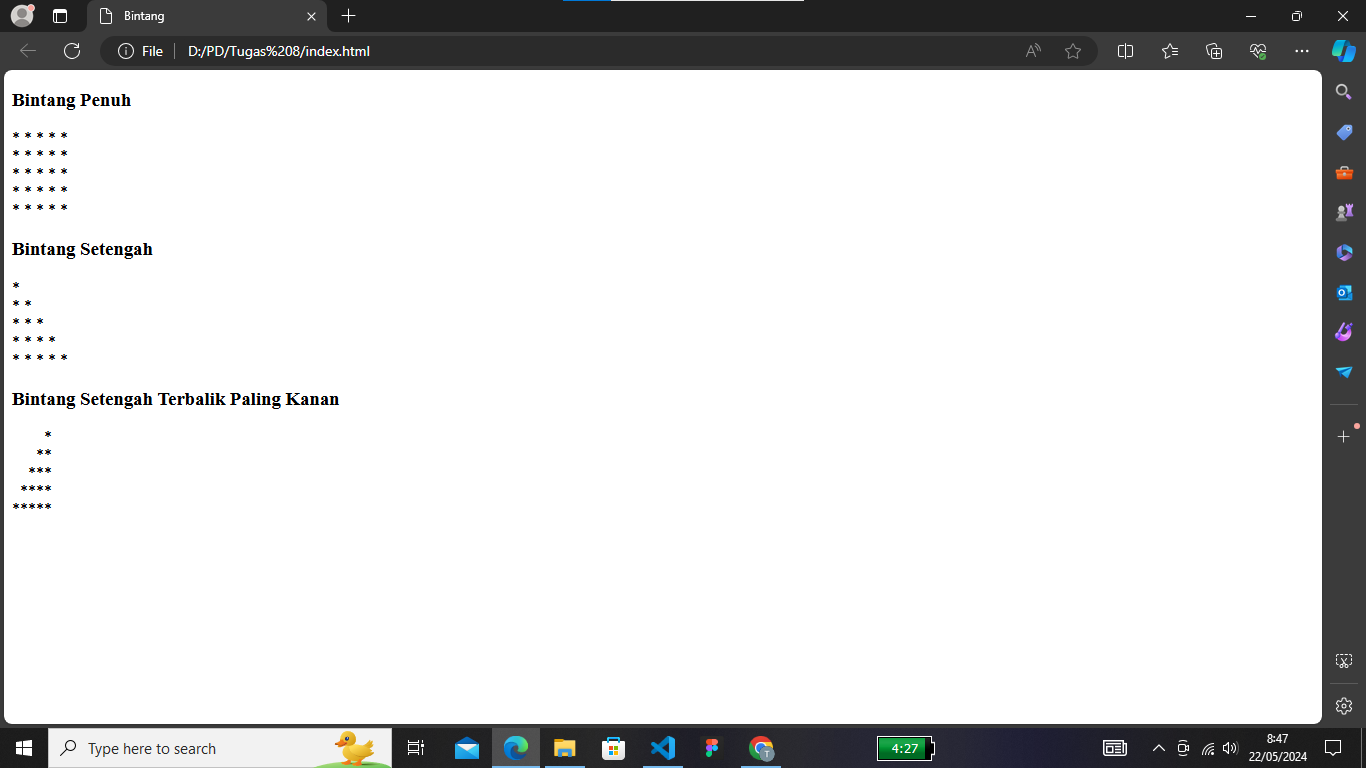 Bintang
File
D:/PD/Tugas%208/index.html
Bintang Penuh
* * * * *
* * * * *
* * * * *
* * * * *
* * * * *
Bintang Setengah
*
* *
* * *
* * * *
* * * * *
Bintang Setengah Terbalik Paling Kanan
    *
   **
  ***
 ****
*****
Type here to search
4:27
8:47
22/05/2024